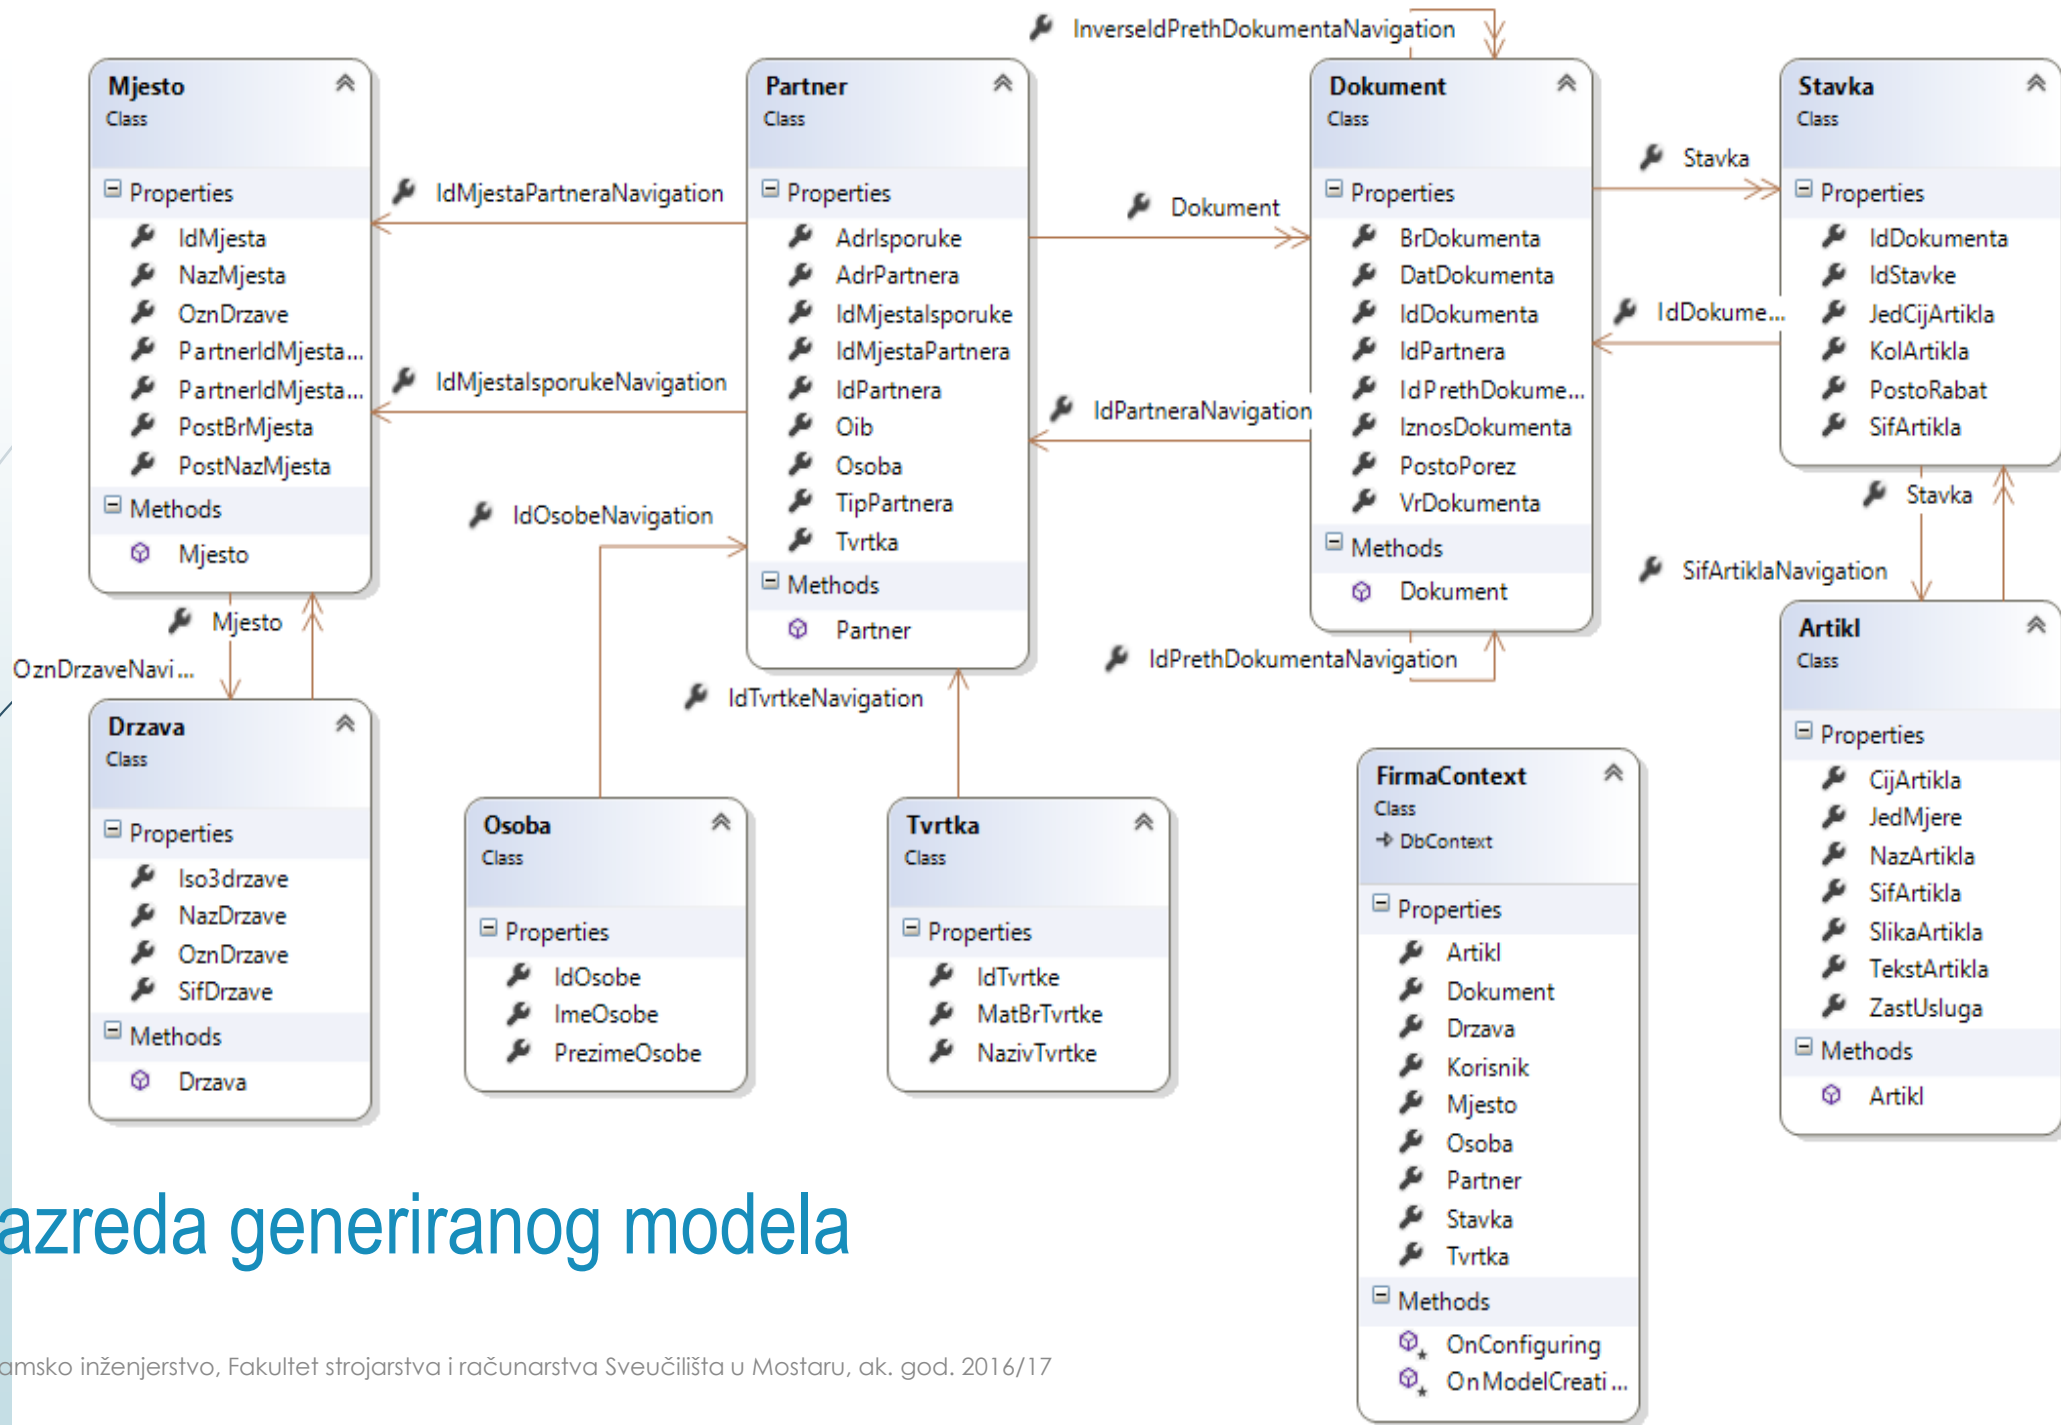 InverseIdPrethDokumentaNavigation
Mjesto
Class
Properties
IdMjesta
NazMjesta
OznDrzave
PartnerIdMjesta...
PartnerIdMjesta...
PostBrMjesta
PostNazMjesta
Methods
Mjesto
IdMjestaPartneraNavigation
IdMjestaIsporukeNavigation
Partner
Class
Properties
AdrIsporuke
AdrPartnera
IdMjestaIsporuke
IdMjestaPartnera
IdPartnera
Oib
Osoba
TipPartnera
Tvrtka
Methods
Partner
Dokument
IdPartneraNavigation
Dokument
Class
Properties
BrDokumenta
DatDokumenta
IdDokumenta
IdPartnera
IdPrethDokume...
IznosDokumenta
PostoPorez
VrDokumenta
Methods
Dokument
Stavka
IdDokume...
Stavka
Class
Properties
IdDokumenta
IdStavke
JedCijArtikla
KolArtikla
PostoRabat
SifArtikla
Stavka
SifArtiklaNavigation
IdOsobeNavigation
IdTvrtkeNavigation
IdPrethDokumentaNavigation
Mjesto
OznDrzaveNavi...
Drzava
Class
Properties
Iso3drzave
NazDrzave
OznDrzave
SifDrzave
Methods
Drzava
Osoba
Class
Properties
IdOsobe
ImeOsobe
PrezimeOsobe
Tvrtka
Class
Properties
IdTvrtke
MatBrTvrtke
NazivTvrtke
FirmaContext
Class
DbContext
Properties
Artikl
Dokument
Drzava
Korisnik
Mjesto
Osoba
Partner
Stavka
Tvrtka
Methods
OnConfiguring
OnModelCreati...
Artikl
Class
Properties
CijArtikla
JedMjere
NazArtikla
SifArtikla
SlikaArtikla
TekstArtikla
ZastUsluga
Methods
Artikl
azreda generiranog modela
amsko inženjerstvo, Fakultet strojarstva i računarstva Sveučilišta u Mostaru, ak. god. 2016/17